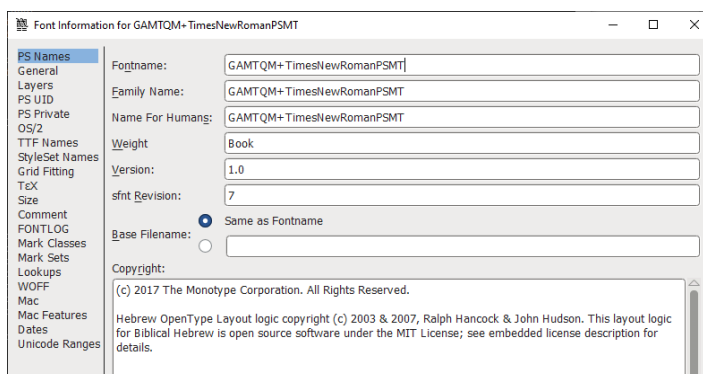 Font Information for GAMTQM+TimesNewRomanPSMT
PS Names
General
Layers
PS UID
PS Private
OS/2
TTF Names
StyleSet Names
Grid Fitting
ΤεΧ
Size
Comment
FONTLOG
Mark Classes
Mark Sets
Lookups
WOFF
Mac
Mac Features
Dates
Unicode Ranges
Fontname: GAMTQM+TimesNewRomanPSMT
Family Name: GAMTQM+TimesNewRomanPSMT
Name For Humans: GAMTQM+TimesNewRomanPSMT
Weight Book
Version: 1.0
sfnt Revision: 7
Base Filename: Same as Fontname
Copyright:
(c) 2017 The Monotype Corporation. All Rights Reserved.
Hebrew OpenType Layout logic copyright (c) 2003 & 2007, Ralph Hancock & John Hudson. This layout logic
for Biblical Hebrew is open source software under the MIT License; see embedded license description for
details.